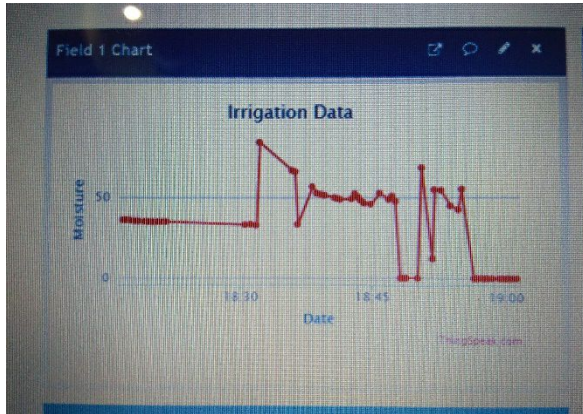 Field 1 Chart
Irrigation Data
Moisture
50
0
18:30
18:45
19:00
Date
ThingSpeak.com